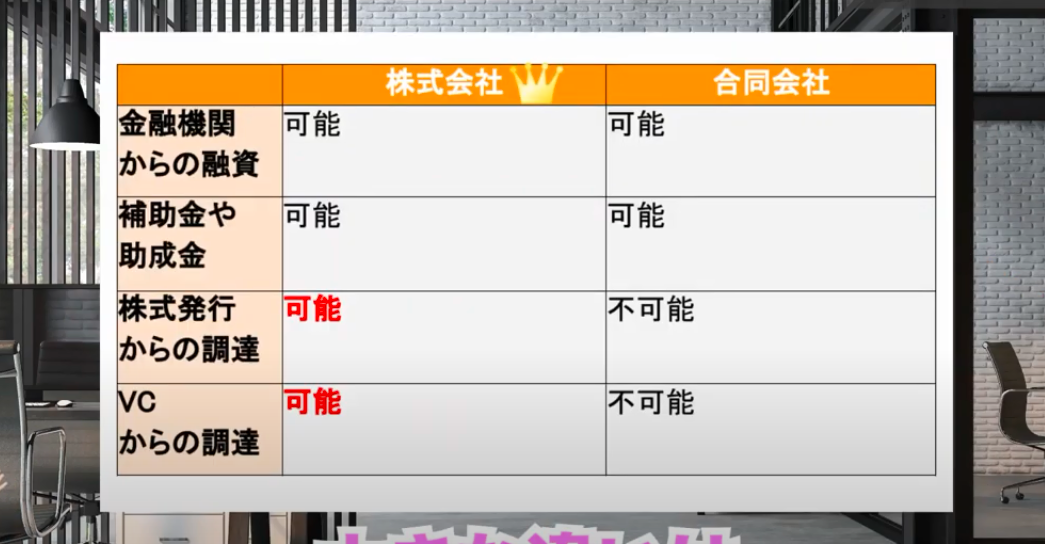 株式会社 合同会社
金融機関
からの融資 可能 可能
補助金や
助成金 可能 可能
株式発行
からの調達 可能 不可能
VC
からの調達 可能 不可能